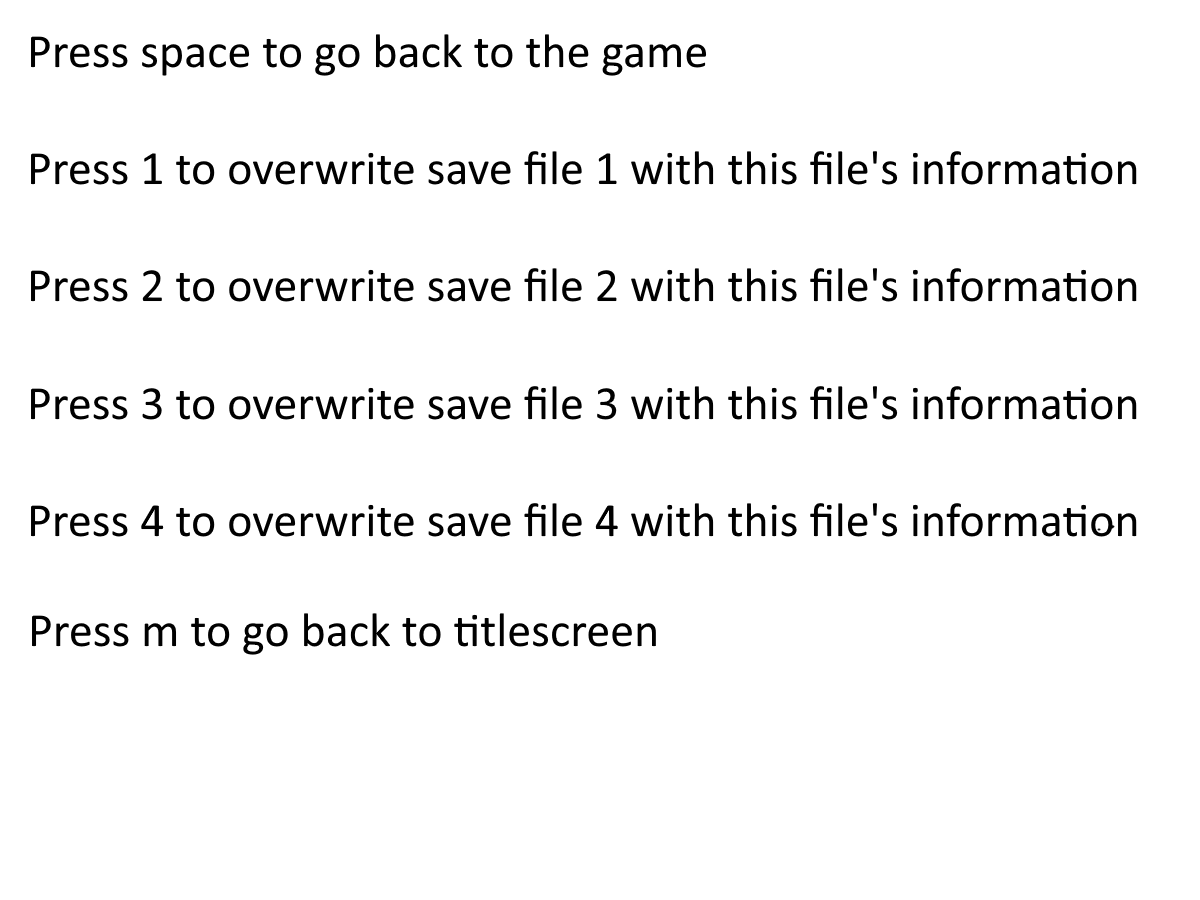 Press space to go back to the game
Press 1 to overwrite save file 1 with this file's information
Press 2 to overwrite save file 2 with this file's information
Press 3 to overwrite save file 3 with this file's information
Press 4 to overwrite save file 4 with this file's information
Press m to go back to titlescreen